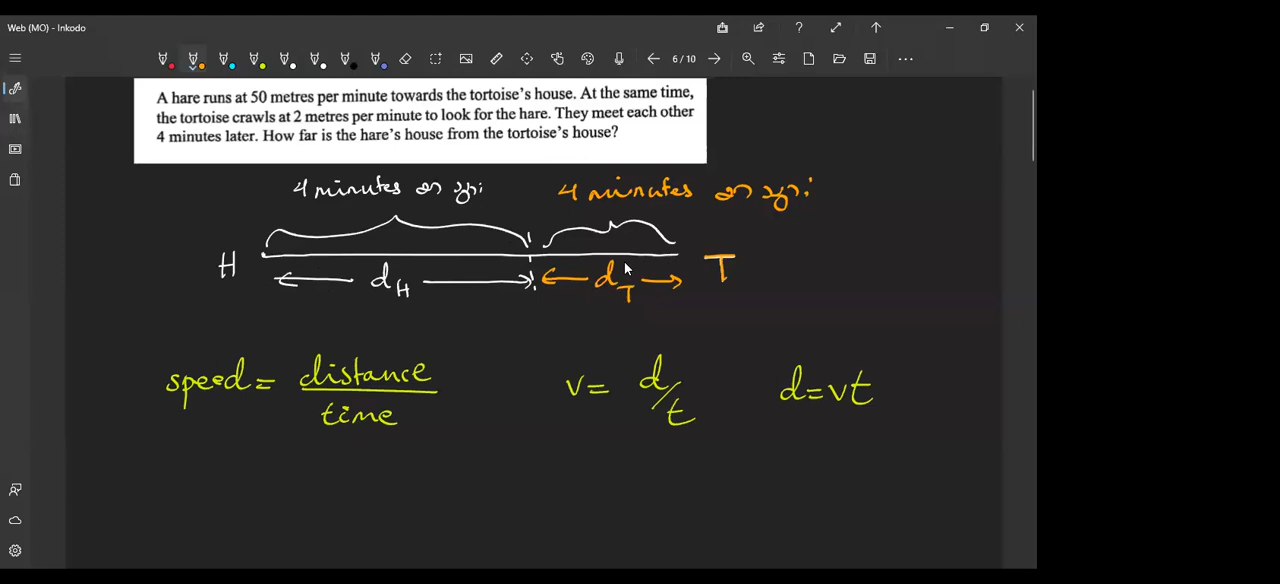 Web (MO) - Inkodo
6 / 10
A hare runs at 50 metres per minute towards the tortoise's house. At the same time,
the tortoise crawls at 2 metres per minute to look for the hare. They meet each other
4 minutes later. How far is the hare's house from the tortoise's house?
4 minutes
4 minutes
H
T
d_H
d_T
speed = distance/time
v = d/t
d = vt